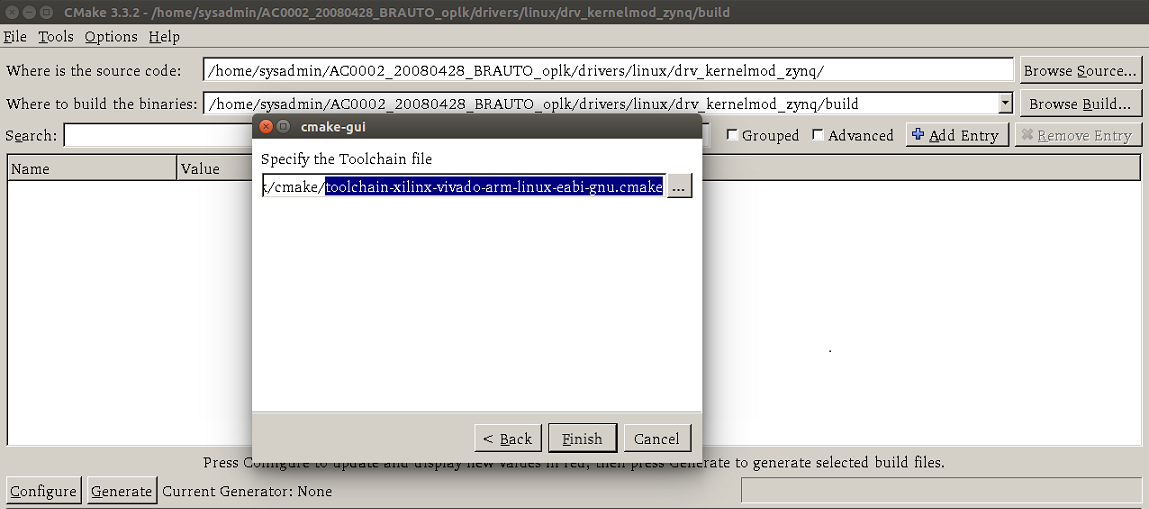 CMake 3.3.2 - /home/sysadmin/AC0002_20080428_BRAUTO_oplk/drivers/linux/drv_kernelmod_zynq/build
File Tools Options Help
Where is the source code: /home/sysadmin/AC0002_20080428_BRAUTO_oplk/drivers/linux/drv_kernelmod_zynq/ Browse Source...
Where to build the binaries: /home/sysadmin/AC0002_20080428_BRAUTO_oplk/drivers/linux/drv_kernelmod_zynq/build Browse Build...
Search: Grouped Advanced Add Entry Remove Entry
Name Value
cmake-gui
Specify the Toolchain file
/cmake/toolchain-xilinx-vivado-arm-linux-eabi-gnu.cmake ...
< Back Finish Cancel
Press Configure to update and display new values in red, then press Generate to generate selected build files.
Configure Generate Current Generator: None